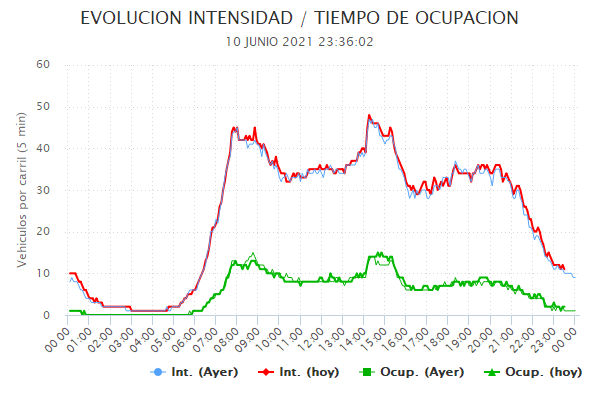 EVOLUCION INTENSIDAD / TIEMPO DE OCUPACION
10 JUNIO 2021 23:36:02
Vehiculos por carril (5 min)
60
50
40
30
20
10
0
00:00 01:00 02:00 03:00 04:00 05:00 06:00 07:00 08:00 09:00 10:00 11:00 12:00 13:00 14:00 15:00 16:00 17:00 18:00 19:00 20:00 21:00 22:00 23:00 00:00
Int. (Ayer) Int. (hoy) Ocup. (Ayer) Ocup. (hoy)